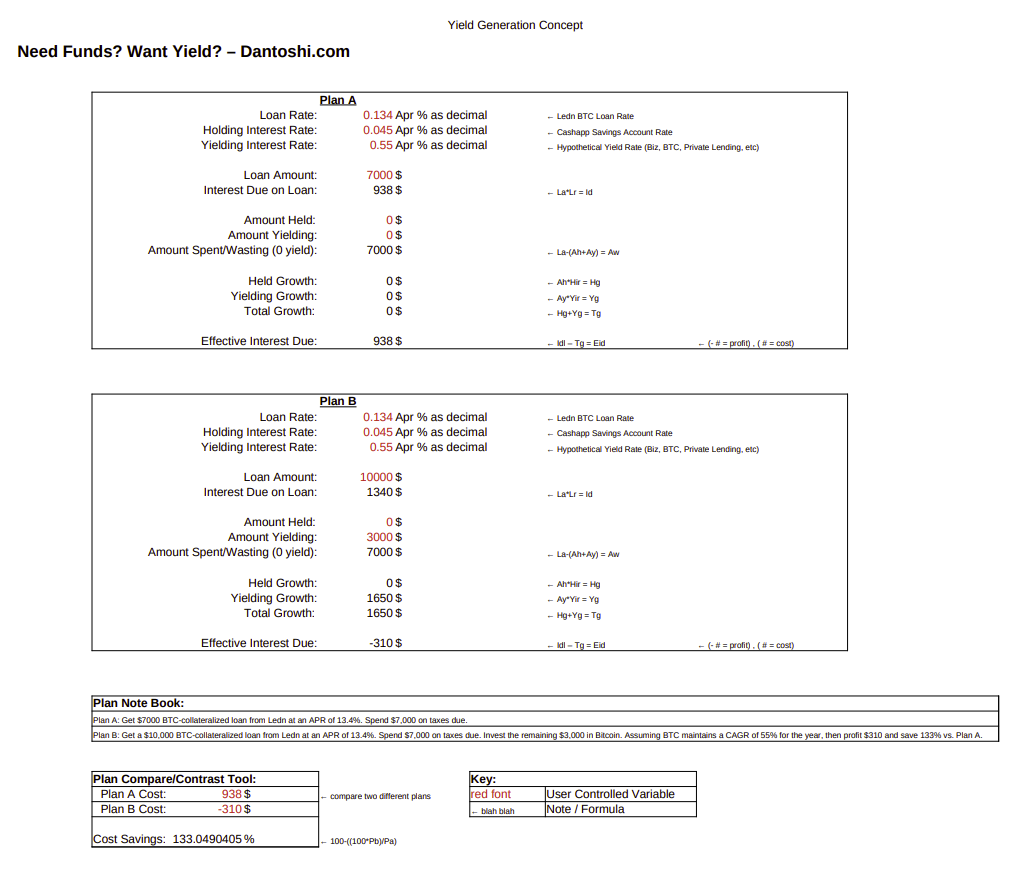 Yield Generation Concept
Need Funds? Want Yield? – Dantoshi.com
Plan A
Loan Rate: 0.134 Apr % as decimal ← Ledn BTC Loan Rate
Holding Interest Rate: 0.045 Apr % as decimal ← Cashapp Savings Account Rate
Yielding Interest Rate: 0.55 Apr % as decimal ← Hypothetical Yield Rate (Biz, BTC, Private Lending, etc)
Loan Amount: 7000 $
Interest Due on Loan: 938 $ ← La*Lr = Id
Amount Held: 0 $
Amount Yielding: 0 $
Amount Spent/Wasting (0 yield): 7000 $ ← La-(Ah+Ay) = Aw
Held Growth: 0 $ ← Ah*Hir = Hg
Yielding Growth: 0 $ ← Ay*Yir = Yg
Total Growth: 0 $ ← Hg+Yg = Tg
Effective Interest Due: 938 $ ← Idl – Tg = Eid ← (- # = profit) , ( # = cost)
Plan B
Loan Rate: 0.134 Apr % as decimal ← Ledn BTC Loan Rate
Holding Interest Rate: 0.045 Apr % as decimal ← Cashapp Savings Account Rate
Yielding Interest Rate: 0.55 Apr % as decimal ← Hypothetical Yield Rate (Biz, BTC, Private Lending, etc)
Loan Amount: 10000 $
Interest Due on Loan: 1340 $ ← La*Lr = Id
Amount Held: 0 $
Amount Yielding: 3000 $
Amount Spent/Wasting (0 yield): 7000 $ ← La-(Ah+Ay) = Aw
Held Growth: 0 $ ← Ah*Hir = Hg
Yielding Growth: 1650 $ ← Ay*Yir = Yg
Total Growth: 1650 $ ← Hg+Yg = Tg
Effective Interest Due: -310 $ ← Idl – Tg = Eid ← (- # = profit) , ( # = cost)
Plan Note Book:
Plan A: Get $7000 BTC-collateralized loan from Ledn at an APR of 13.4%. Spend $7,000 on taxes due.
Plan B: Get a $10,000 BTC-collateralized loan from Ledn at an APR of 13.4%. Spend $7,000 on taxes due. Invest the remaining $3,000 in Bitcoin. Assuming BTC maintains a CAGR of 55% for the year, then profit $310 and save 133% vs. Plan A.
Plan Compare/Contrast Tool:
Plan A Cost: 938 $ ← compare two different plans
Plan B Cost: -310 $
Cost Savings: 133.0490405 % ← 100-((100*Pb)/Pa)
Key:
red font User Controlled Variable
← blah blah Note / Formula